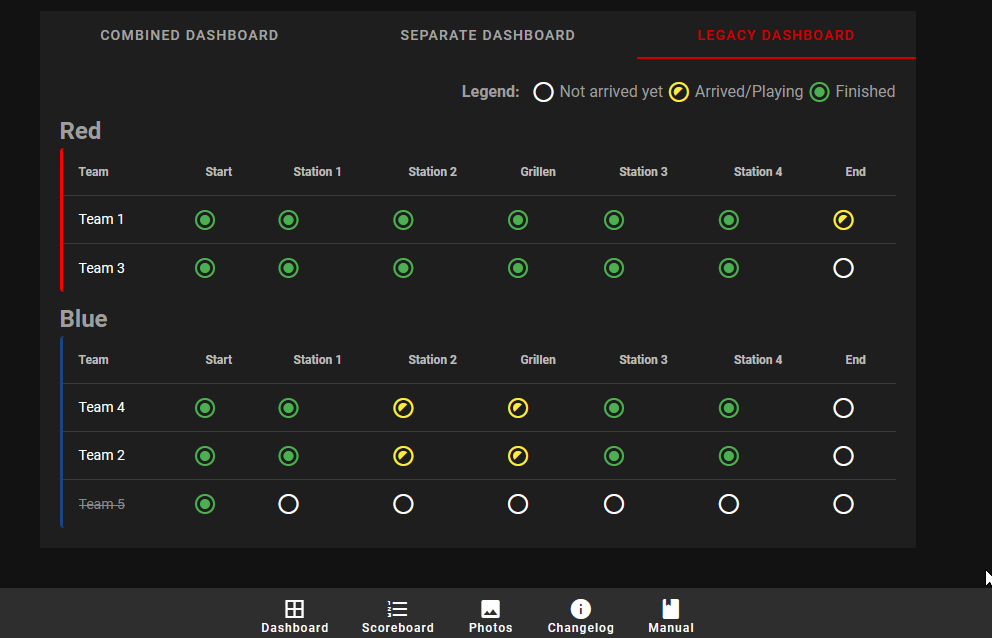 COMBINED DASHBOARD SEPARATE DASHBOARD LEGACY DASHBOARD
Legend: Not arrived yet Arrived/Playing Finished
Red
Team Start Station 1 Station 2 Grillen Station 3 Station 4 End
Team 1
Team 3
Blue
Team Start Station 1 Station 2 Grillen Station 3 Station 4 End
Team 4
Team 2
Team 5
Dashboard Scoreboard Photos Changelog Manual